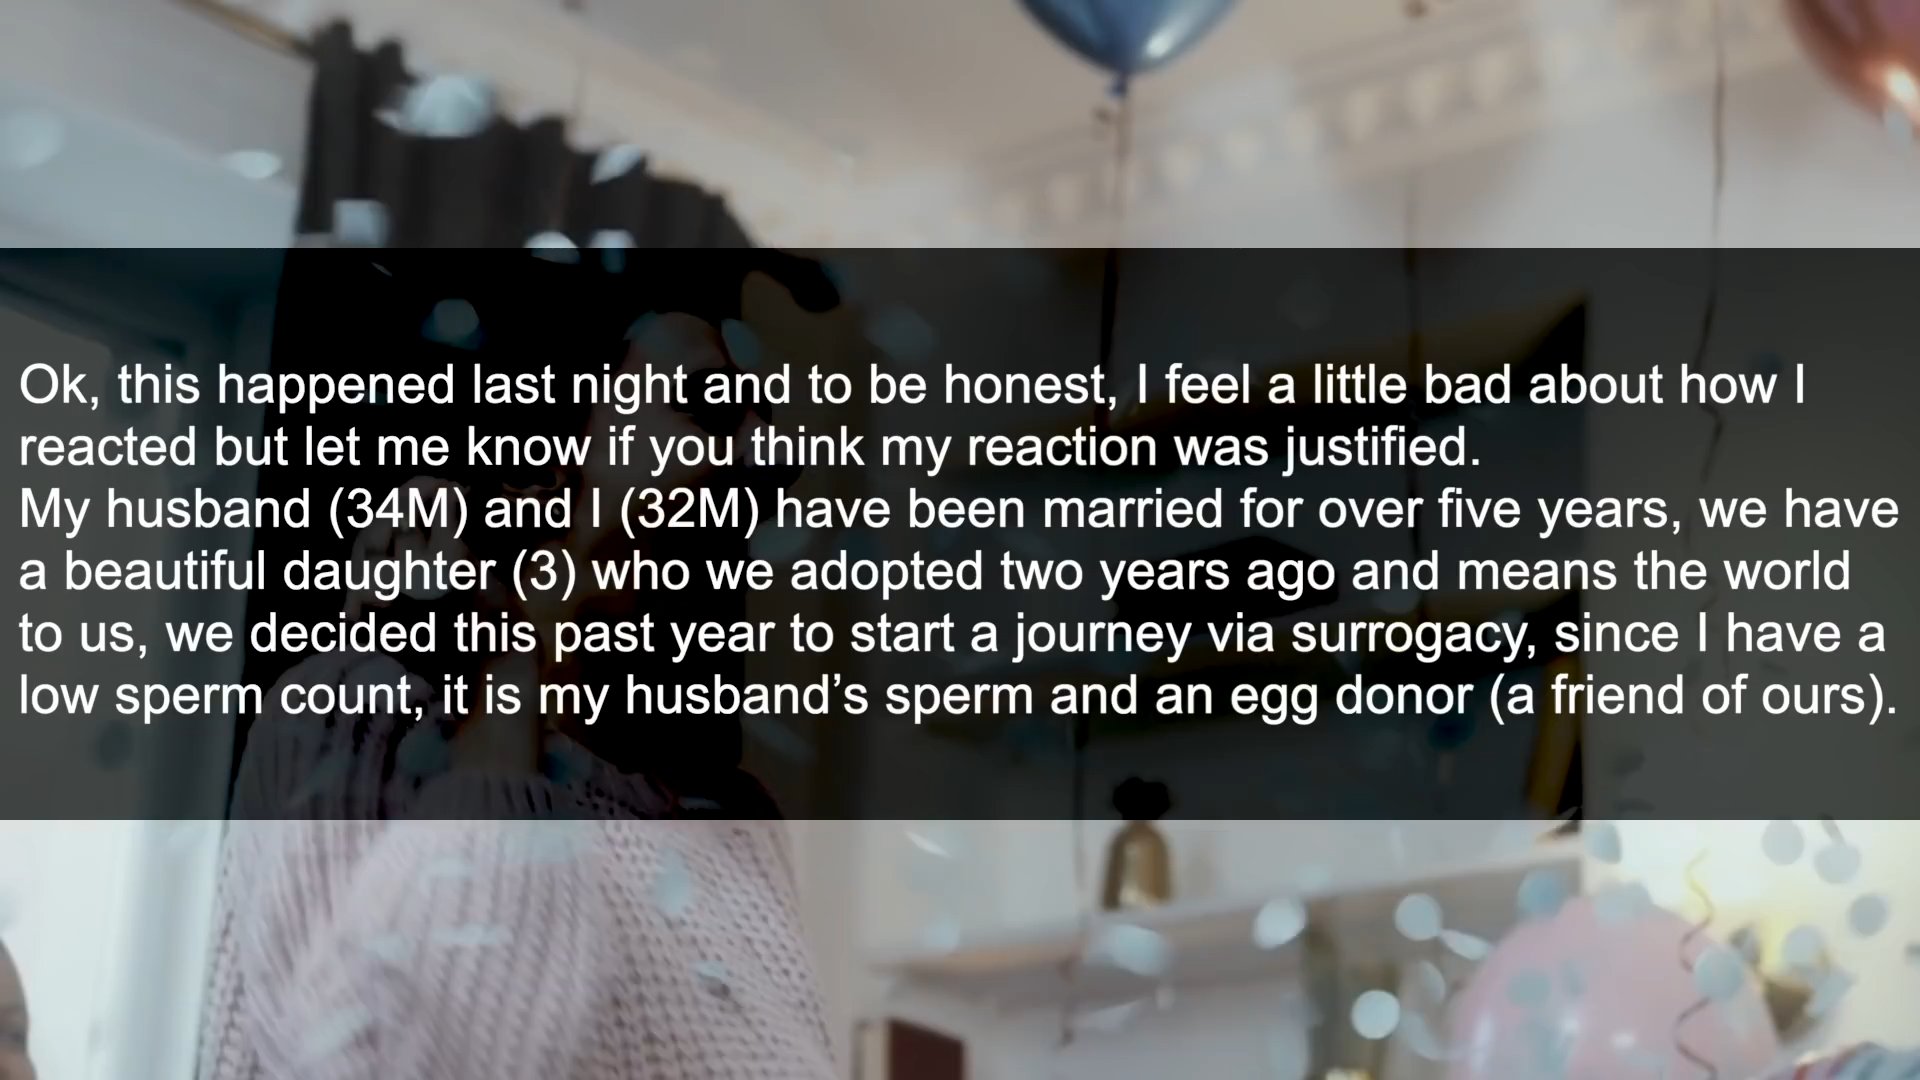 Ok, this happened last night and to be honest, I feel a little bad about how I
reacted but let me know if you think my reaction was justified.
My husband (34M) and I (32M) have been married for over five years, we have
a beautiful daughter (3) who we adopted two years ago and means the world
to us, we decided this past year to start a journey via surrogacy, since I have a
low sperm count, it is my husband’s sperm and an egg donor (a friend of ours).